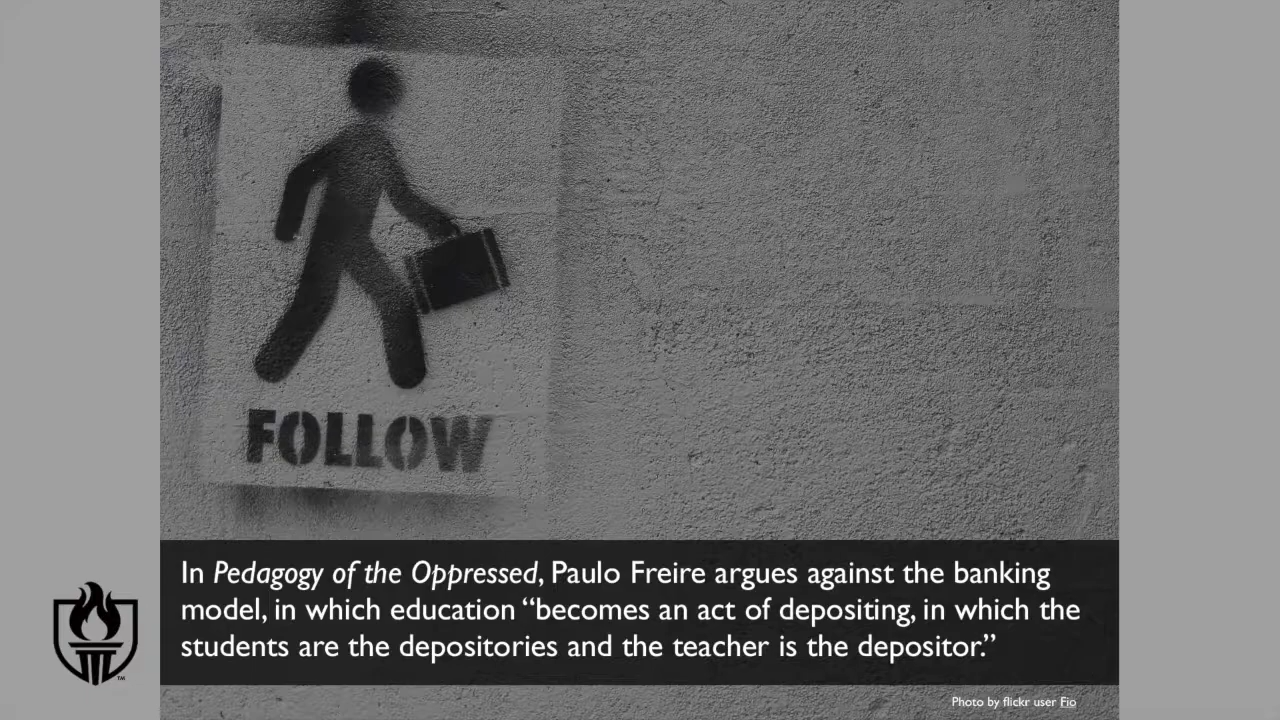 FOLLOW
In Pedagogy of the Oppressed, Paulo Freire argues against the banking
model, in which education “becomes an act of depositing, in which the
students are the depositories and the teacher is the depositor.”
Photo by flickr user Fio
TM